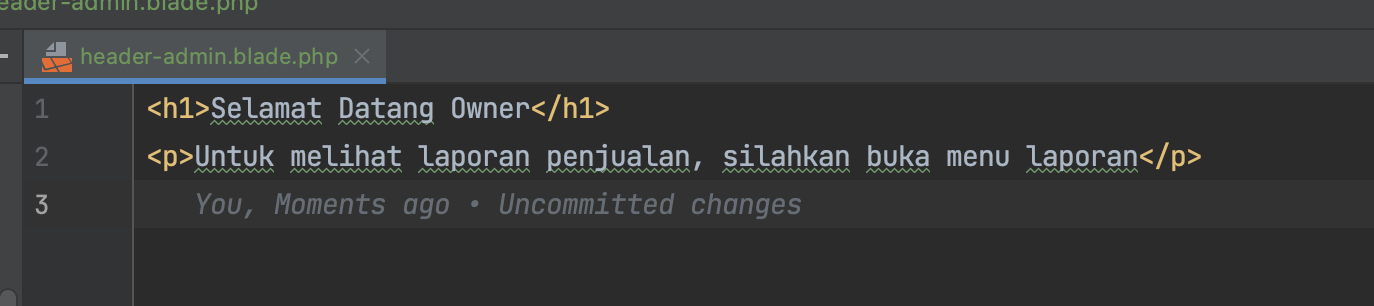 eader-admin.blade.php
header-admin.blade.php
1 <h1>Selamat Datang Owner</h1>
2 <p>Untuk melihat laporan penjualan, silahkan buka menu laporan</p>
3 You, Moments ago • Uncommitted changes